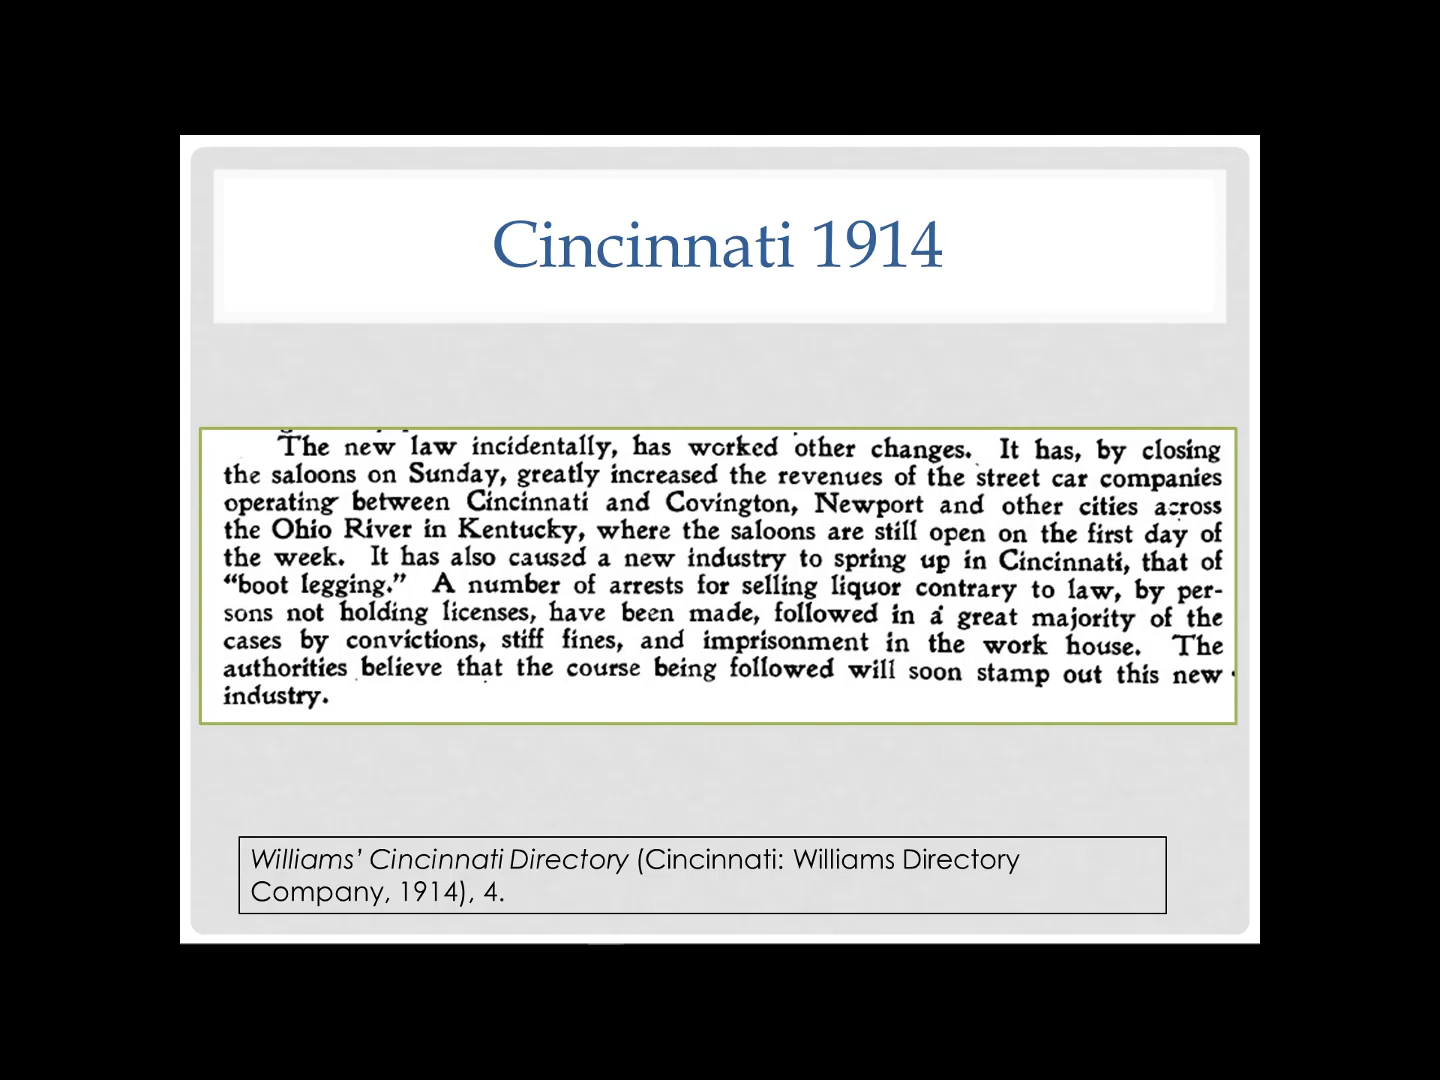 Cincinnati 1914
The new law incidentally, has worked other changes. It has, by closing
the saloons on Sunday, greatly increased the revenues of the street car companies
operating between Cincinnati and Covington, Newport and other cities across
the Ohio River in Kentucky, where the saloons are still open on the first day of
the week. It has also caused a new industry to spring up in Cincinnati, that of
“boot legging.” A number of arrests for selling liquor contrary to law, by per-
sons not holding licenses, have been made, followed in a great majority of the
cases by convictions, stiff fines, and imprisonment in the work house. The
authorities believe that the course being followed will soon stamp out this new
industry.
Williams’ Cincinnati Directory (Cincinnati: Williams Directory
Company, 1914), 4.